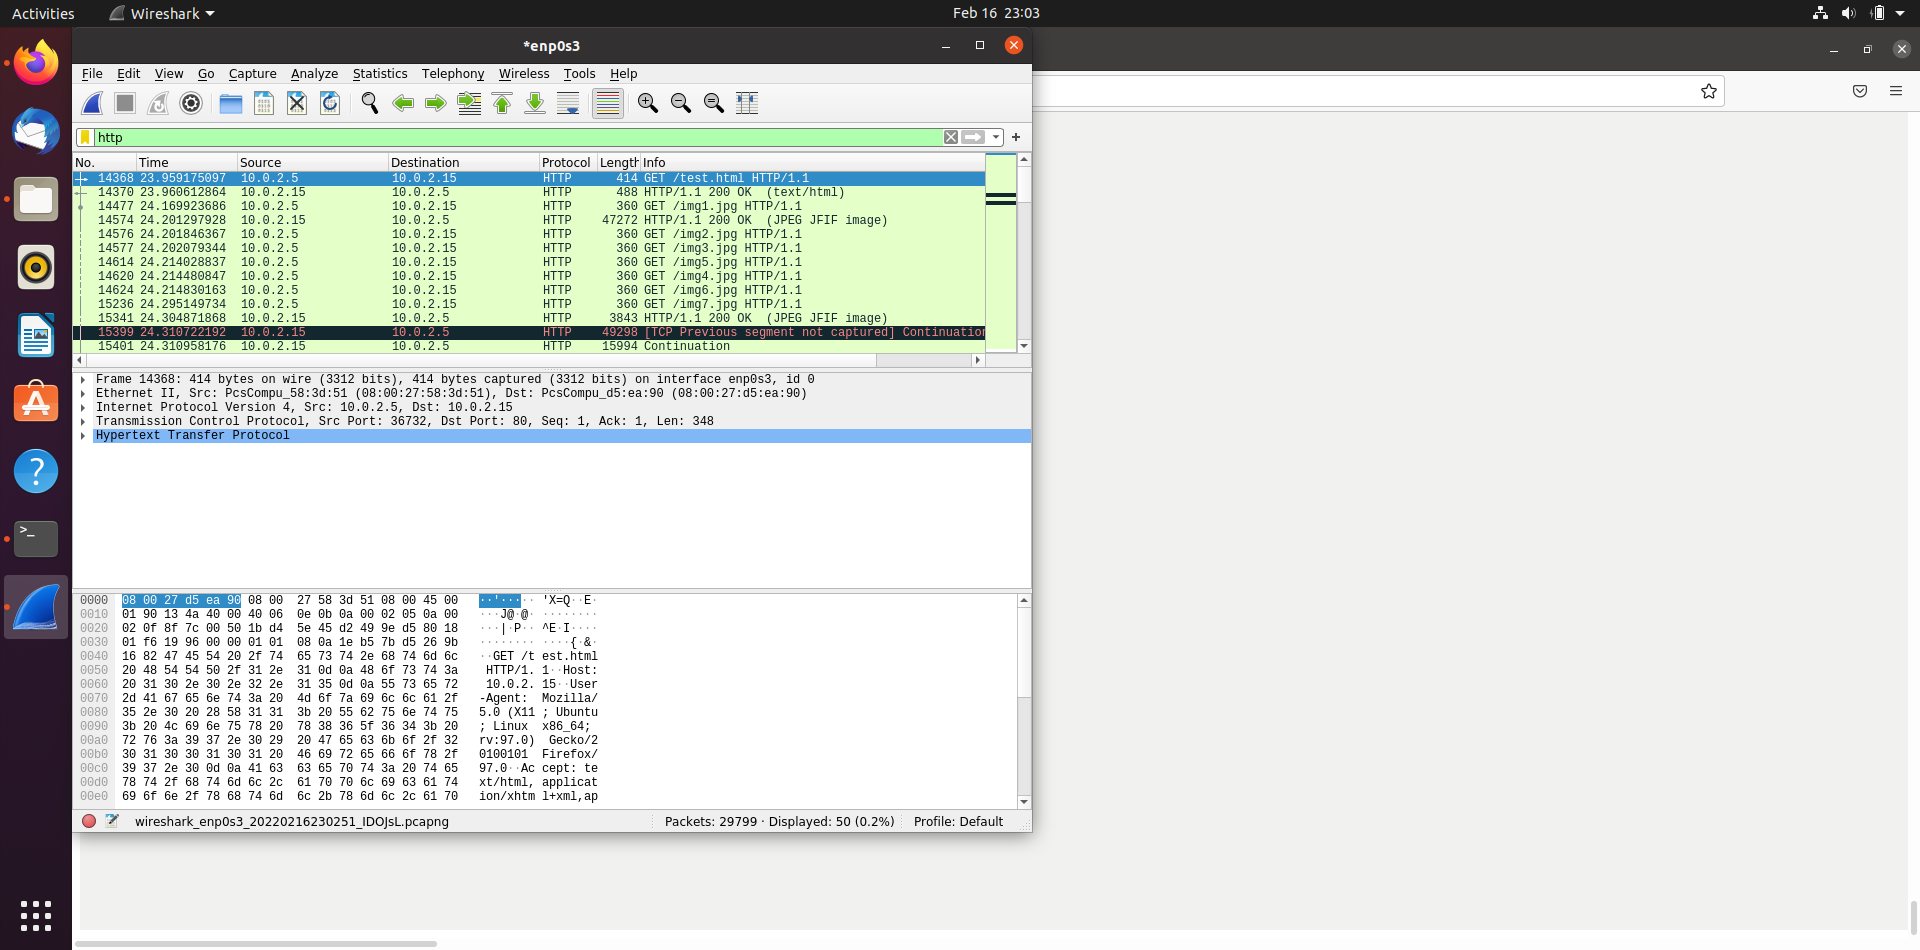 Activities Wireshark Feb 16 23:03
*enp0s3
File Edit View Go Capture Analyze Statistics Telephony Wireless Tools Help
http
No. Time Source Destination Protocol Length Info
14368 23.959175097 10.0.2.5 10.0.2.15 HTTP 414 GET /test.html HTTP/1.1
14370 23.960612864 10.0.2.15 10.0.2.5 HTTP 488 HTTP/1.1 200 OK (text/html)
14477 24.169923686 10.0.2.5 10.0.2.15 HTTP 360 GET /img1.jpg HTTP/1.1
14574 24.201297928 10.0.2.15 10.0.2.5 HTTP 47272 HTTP/1.1 200 OK (JPEG JFIF image)
14576 24.201846367 10.0.2.5 10.0.2.15 HTTP 360 GET /img2.jpg HTTP/1.1
14577 24.202079344 10.0.2.5 10.0.2.15 HTTP 360 GET /img3.jpg HTTP/1.1
14614 24.214028837 10.0.2.5 10.0.2.15 HTTP 360 GET /img5.jpg HTTP/1.1
14620 24.214480847 10.0.2.5 10.0.2.15 HTTP 360 GET /img4.jpg HTTP/1.1
14624 24.214830163 10.0.2.5 10.0.2.15 HTTP 360 GET /img6.jpg HTTP/1.1
15236 24.295149734 10.0.2.5 10.0.2.15 HTTP 360 GET /img7.jpg HTTP/1.1
15341 24.304871868 10.0.2.15 10.0.2.5 HTTP 3843 HTTP/1.1 200 OK (JPEG JFIF image)
15399 24.310722192 10.0.2.15 10.0.2.5 HTTP 49298 [TCP Previous segment not captured] Continuation
15401 24.310958176 10.0.2.15 10.0.2.5 HTTP 15994 Continuation
Frame 14368: 414 bytes on wire (3312 bits), 414 bytes captured (3312 bits) on interface enp0s3, id 0
Ethernet II, Src: PcsCompu_58:3d:51 (08:00:27:58:3d:51), Dst: PcsCompu_d5:ea:90 (08:00:27:d5:ea:90)
Internet Protocol Version 4, Src: 10.0.2.5, Dst: 10.0.2.15
Transmission Control Protocol, Src Port: 36732, Dst Port: 80, Seq: 1, Ack: 1, Len: 348
Hypertext Transfer Protocol
0000 08 00 27 d5 ea 90 08 00 27 58 3d 51 08 00 45 00 ··'····· 'X=Q··E·
0010 01 90 13 4a 40 00 40 06 0e 0b 0a 00 02 05 0a 00 ···J@·@· ········
0020 02 0f 8f 7c 00 50 1b d4 5e 45 d2 49 9e d5 80 18 ···|·P·· ^E·I····
0030 01 f6 19 96 00 00 01 01 08 0a 1e b5 7b d5 26 9b ········ ····{·&·
0040 16 82 47 45 54 20 2f 74 65 73 74 2e 68 74 6d 6c ··GET /t est.html
0050 20 48 54 54 50 2f 31 2e 31 0d 0a 48 6f 73 74 3a HTTP/1. 1··Host:
0060 20 31 30 2e 30 2e 32 2e 31 35 0d 0a 55 73 65 72 10.0.2. 15··User
0070 2d 41 67 65 6e 74 3a 20 4d 6f 7a 69 6c 6c 61 2f -Agent: Mozilla/
0080 35 2e 30 20 28 58 31 31 3b 20 55 62 75 6e 74 75 5.0 (X11 ; Ubuntu
0090 3b 20 4c 69 6e 75 78 20 78 38 36 5f 36 34 3b 20 ; Linux x86_64;
00a0 72 76 3a 39 37 2e 30 29 20 47 65 63 6b 6f 2f 32 rv:97.0) Gecko/2
00b0 30 31 30 30 31 30 31 20 46 69 72 65 66 6f 78 2f 0100101 Firefox/
00c0 39 37 2e 30 0d 0a 41 63 63 65 70 74 3a 20 74 65 97.0··Ac cept: te
00d0 78 74 2f 68 74 6d 6c 2c 61 70 70 6c 69 63 61 74 xt/html, applicat
00e0 69 6f 6e 2f 78 68 74 6d 6c 2b 78 6d 6c 2c 61 70 ion/xhtm l+xml,ap
wireshark_enp0s3_20220216230251_IDOJsL.pcapng Packets: 29799 · Displayed: 50 (0.2%) Profile: Default